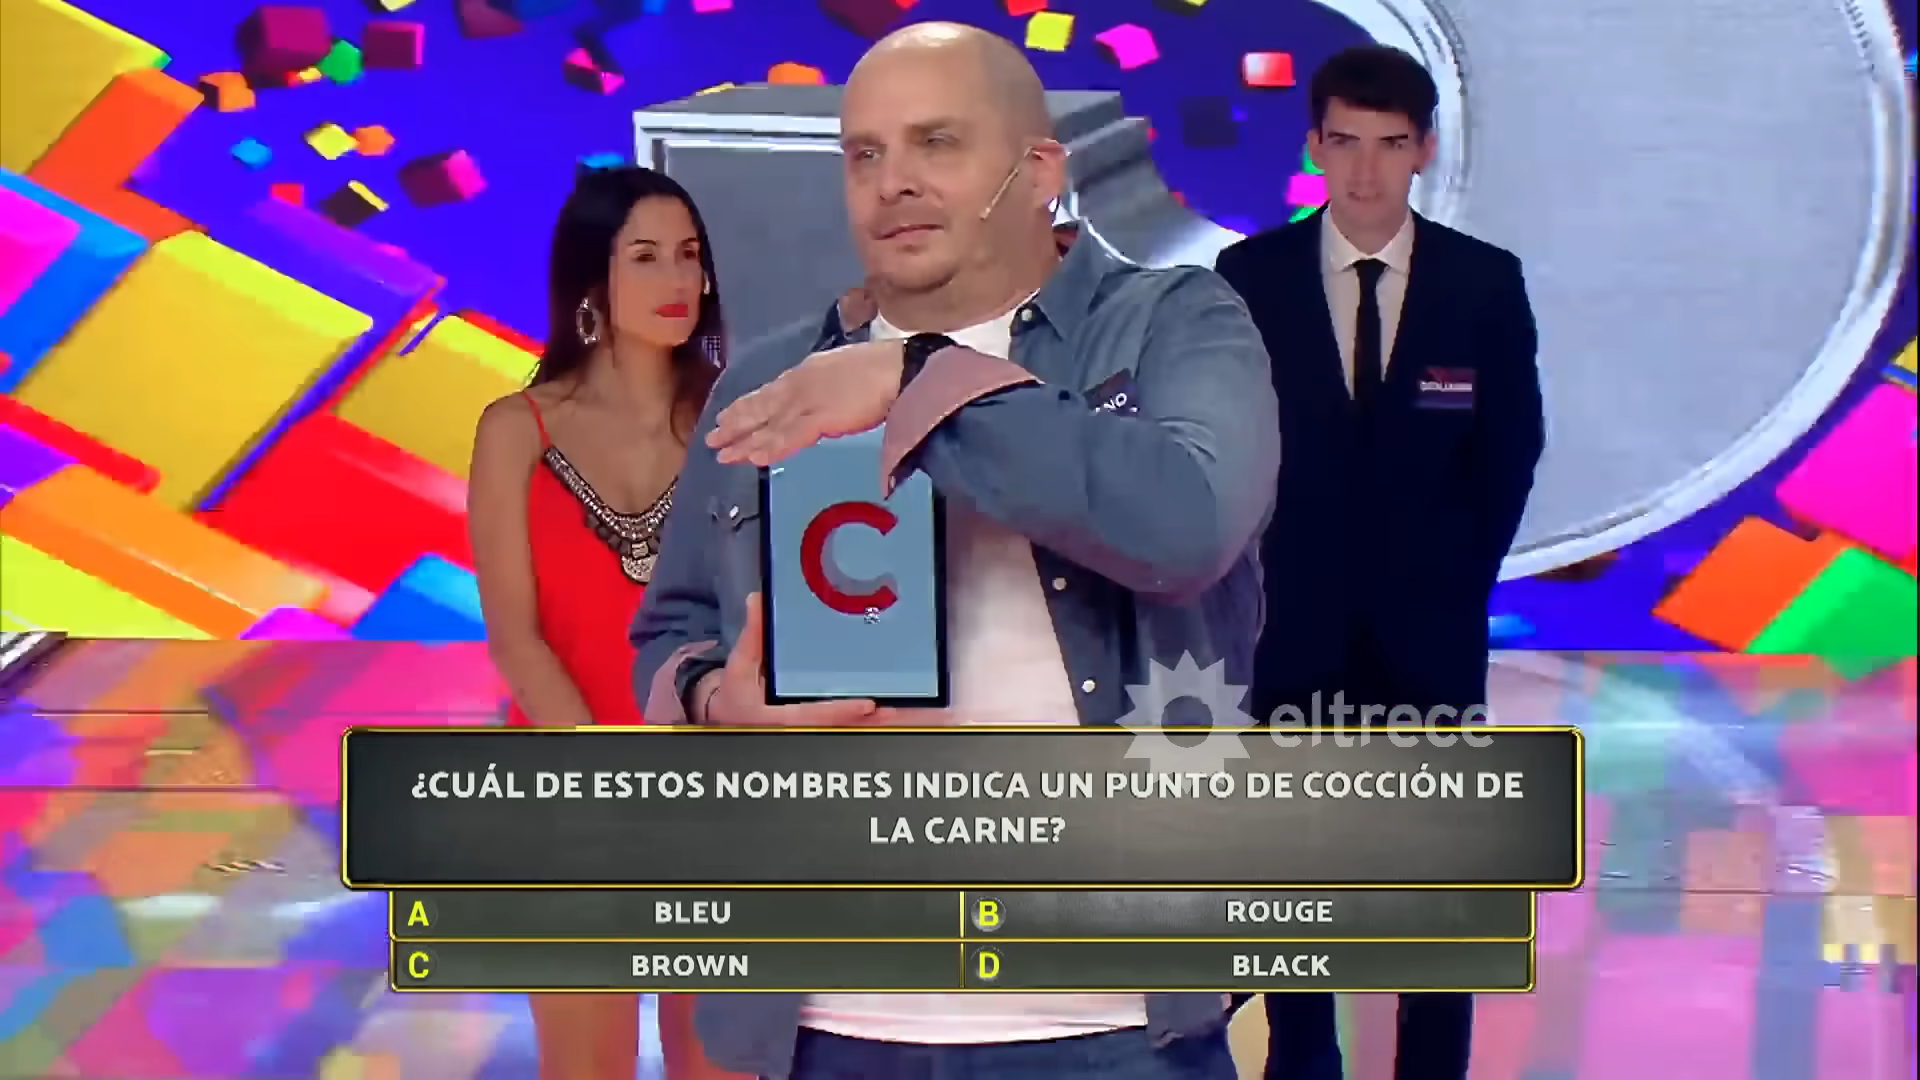 C
eltrece
¿CUÁL DE ESTOS NOMBRES INDICA UN PUNTO DE COCCIÓN DE
LA CARNE?
A BLEU
B ROUGE
C BROWN
D BLACK